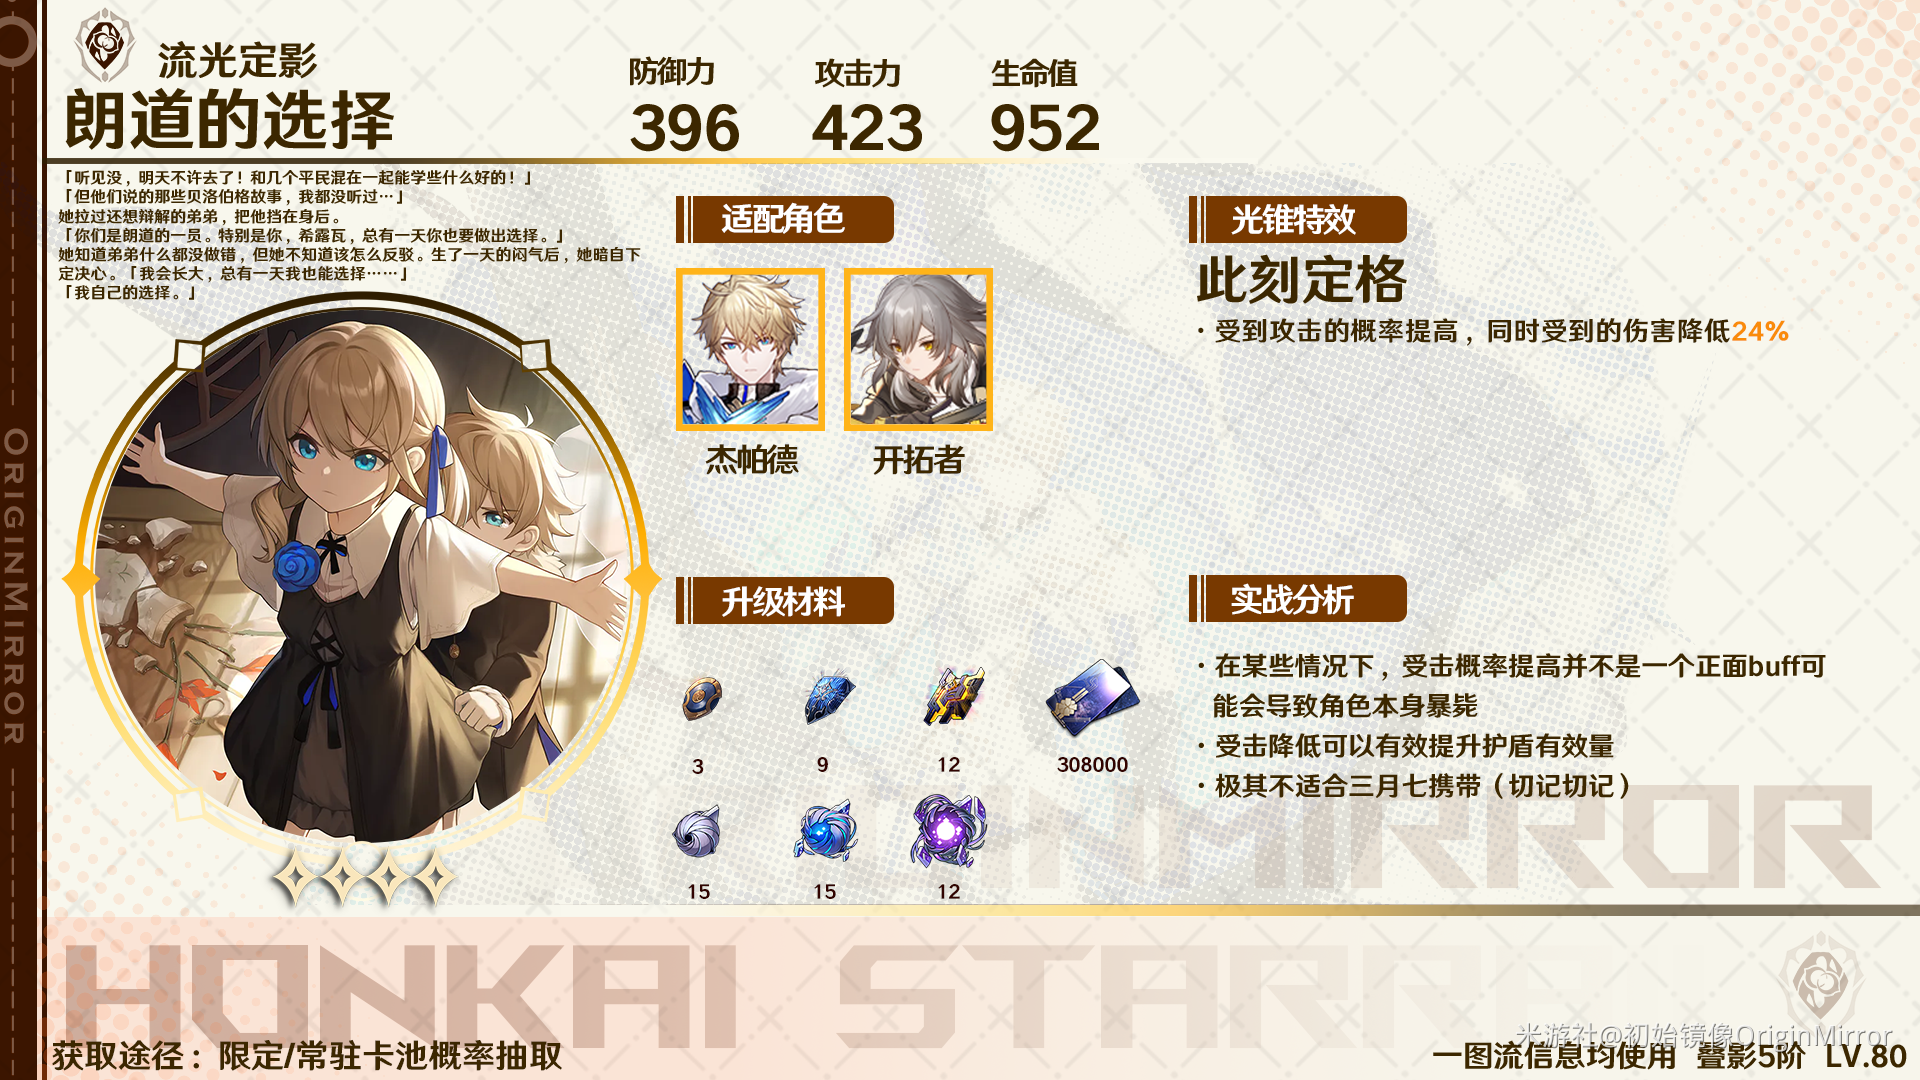 流光定影
朗道的选择
防御力 攻击力 生命值
396 423 952
「听见没，明天不许去了！和几个平民混在一起能学些什么好的！」
「但他们说的那些贝洛伯格故事，我都没听过…」
她拉过还想辩解的弟弟，把他挡在身后。
「你们是朗道的一员。特别是你，希露瓦，总有一天你也要做出选择。」
她知道弟弟什么都没做错，但她不知道该怎么反驳。生了一天的闷气后，她暗自下
定决心。「我会长大，总有一天我也能选择……」
「我自己的选择。」
适配角色
杰帕德 开拓者
光锥特效
此刻定格
·受到攻击的概率提高，同时受到的伤害降低24%
升级材料
3 9 12 308000
15 15 12
实战分析
·在某些情况下，受击概率提高并不是一个正面buff可
能会导致角色本身暴毙
·受击降低可以有效提升护盾有效量
·极其不适合三月七携带（切记切记）
ORIGINMIRROR
HONKAI STARRAIL
米游社@初始镜像OriginMirror
获取途径：限定/常驻卡池概率抽取
一图流信息均使用 叠影5阶 LV.80